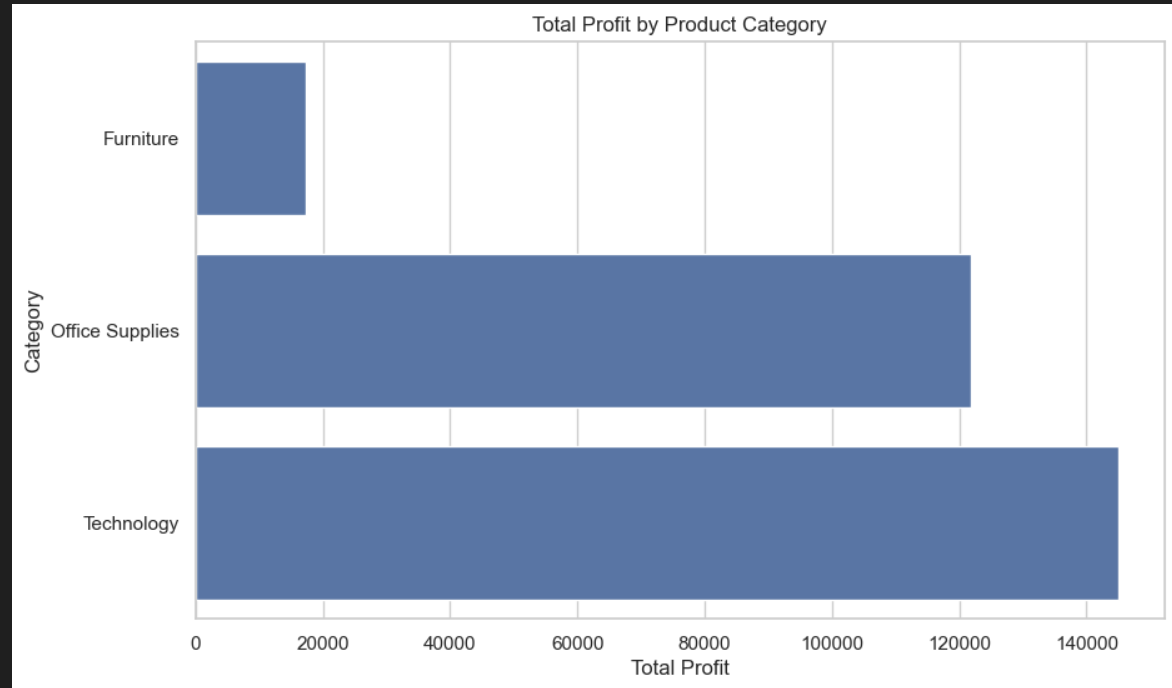 Total Profit by Product Category
Category
Furniture
Office Supplies
Technology
0 20000 40000 60000 80000 100000 120000 140000
Total Profit